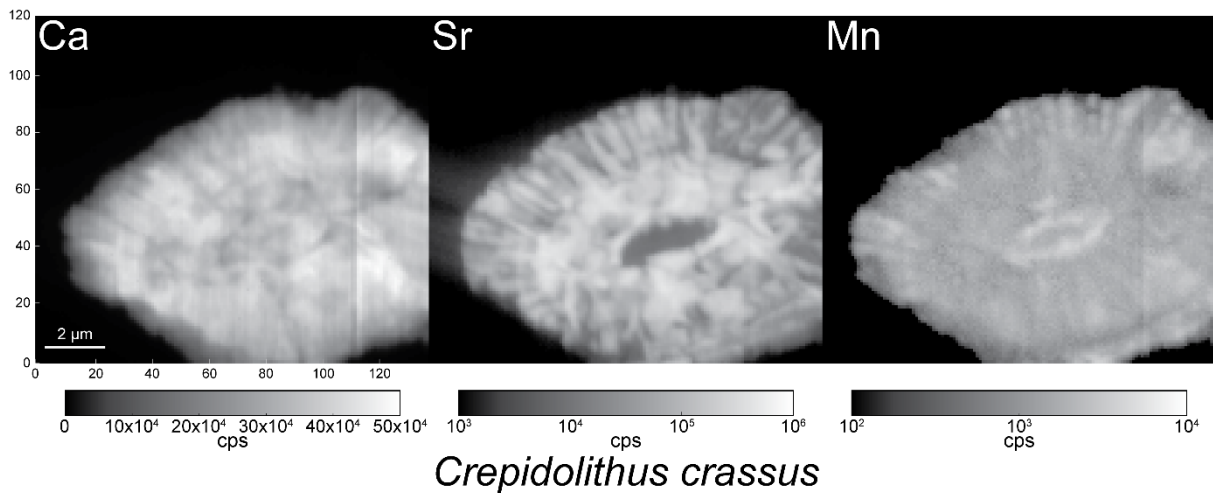 Ca Sr Mn
120
100
80
60
40
20
0
2 µm
0 20 40 60 80 100 120
0 10x10⁴ 20x10⁴ 30x10⁴ 40x10⁴ 50x10⁴
cps
10³ 10⁴ 10⁵ 10⁶
cps
10² 10³ 10⁴
cps
Crepidolithus crassus